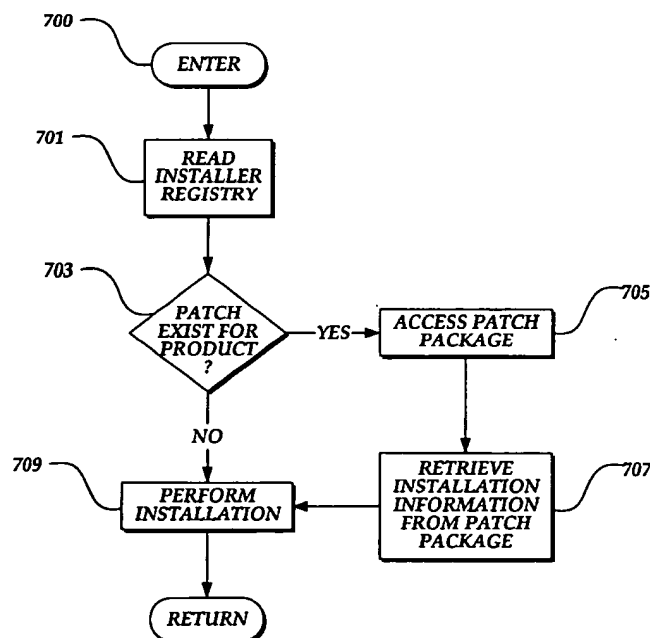 700
ENTER
701
READ
INSTALLER
REGISTRY
703
PATCH
EXIST FOR
PRODUCT
?
YES
705
ACCESS PATCH
PACKAGE
NO
707
RETRIEVE
INSTALLATION
INFORMATION
FROM PATCH
PACKAGE
709
PERFORM
INSTALLATION
RETURN